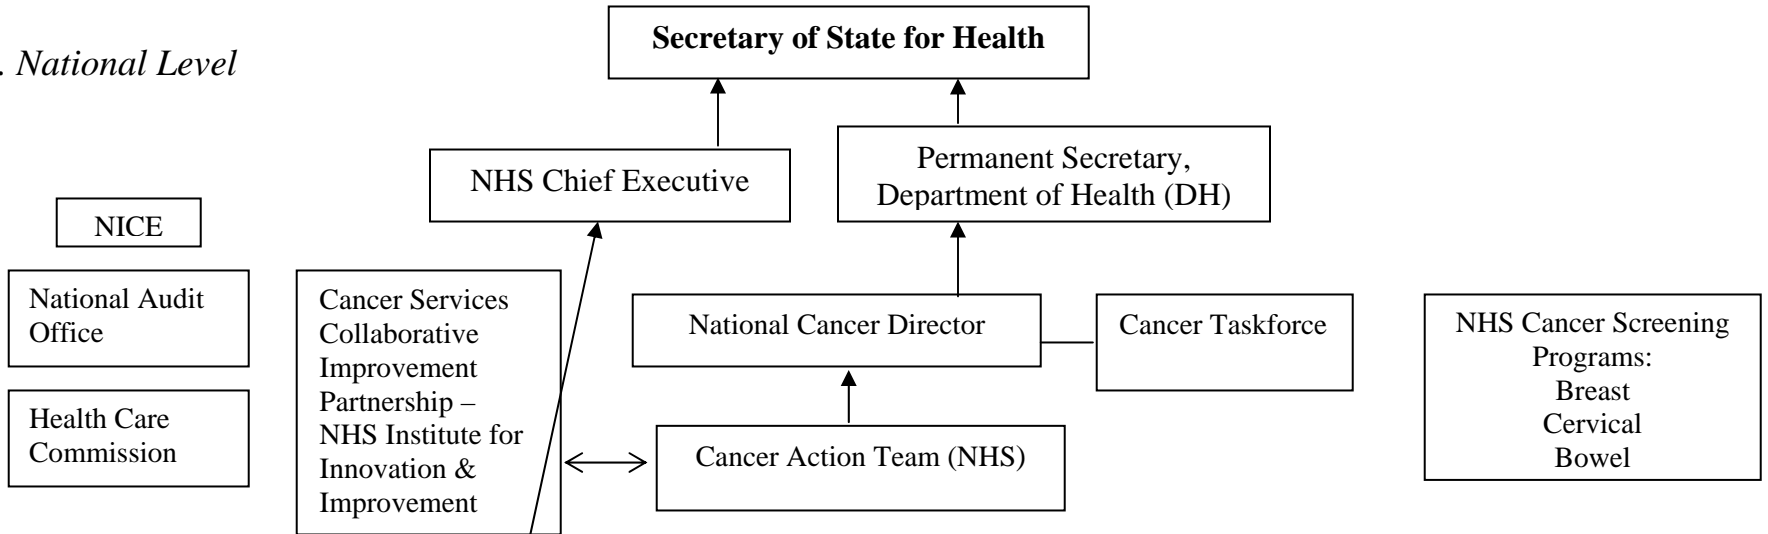 . National Level
Secretary of State for Health
NHS Chief Executive
Permanent Secretary,
Department of Health (DH)
NICE
National Audit
Office
Health Care
Commission
Cancer Services
Collaborative
Improvement
Partnership –
NHS Institute for
Innovation &
Improvement
National Cancer Director
Cancer Taskforce
Cancer Action Team (NHS)
NHS Cancer Screening
Programs:
Breast
Cervical
Bowel